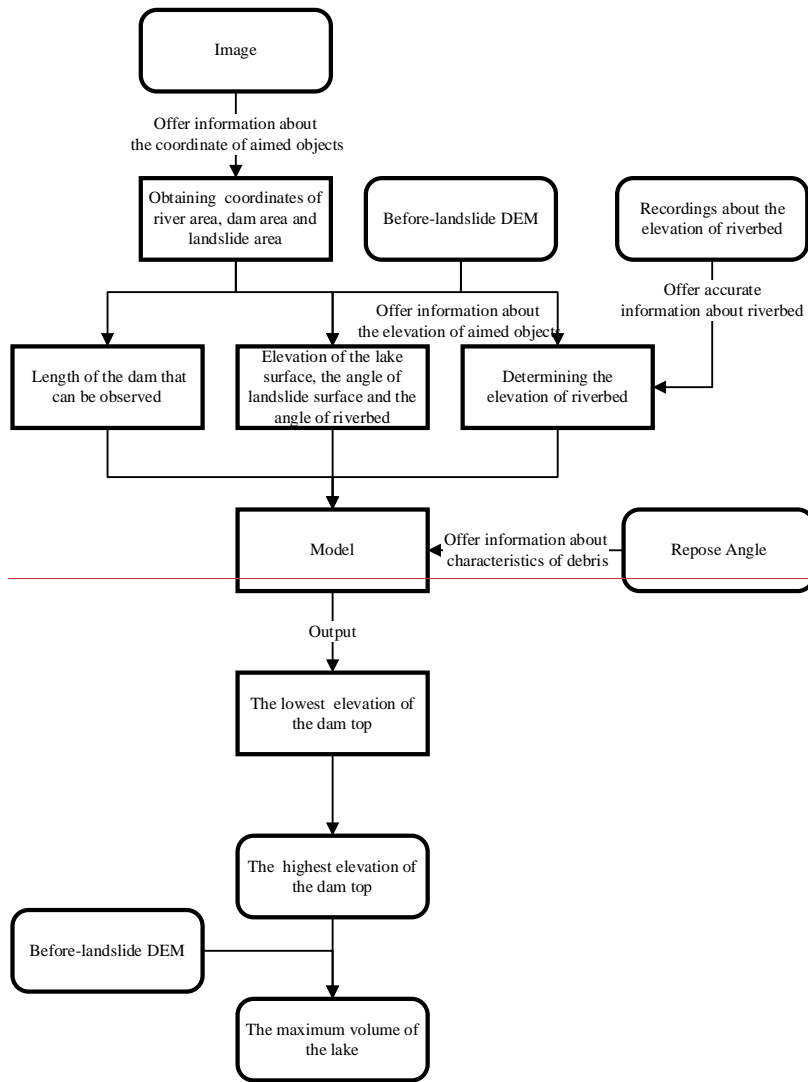 Image
Offer information about
the coordinate of aimed objects
Obtaining coordinates of
river area, dam area and
landslide area
Before-landslide DEM
Recordings about the
elevation of riverbed
Offer information about
the elevation of aimed objects
Offer accurate
information about riverbed
Length of the dam that
can be observed
Elevation of the lake
surface, the angle of
landslide surface and the
angle of riverbed
Determining the
elevation of riverbed
Model
Offer information about
characteristics of debris
Repose Angle
Output
The lowest elevation of
the dam top
The highest elevation of
the dam top
Before-landslide DEM
The maximum volume of
the lake